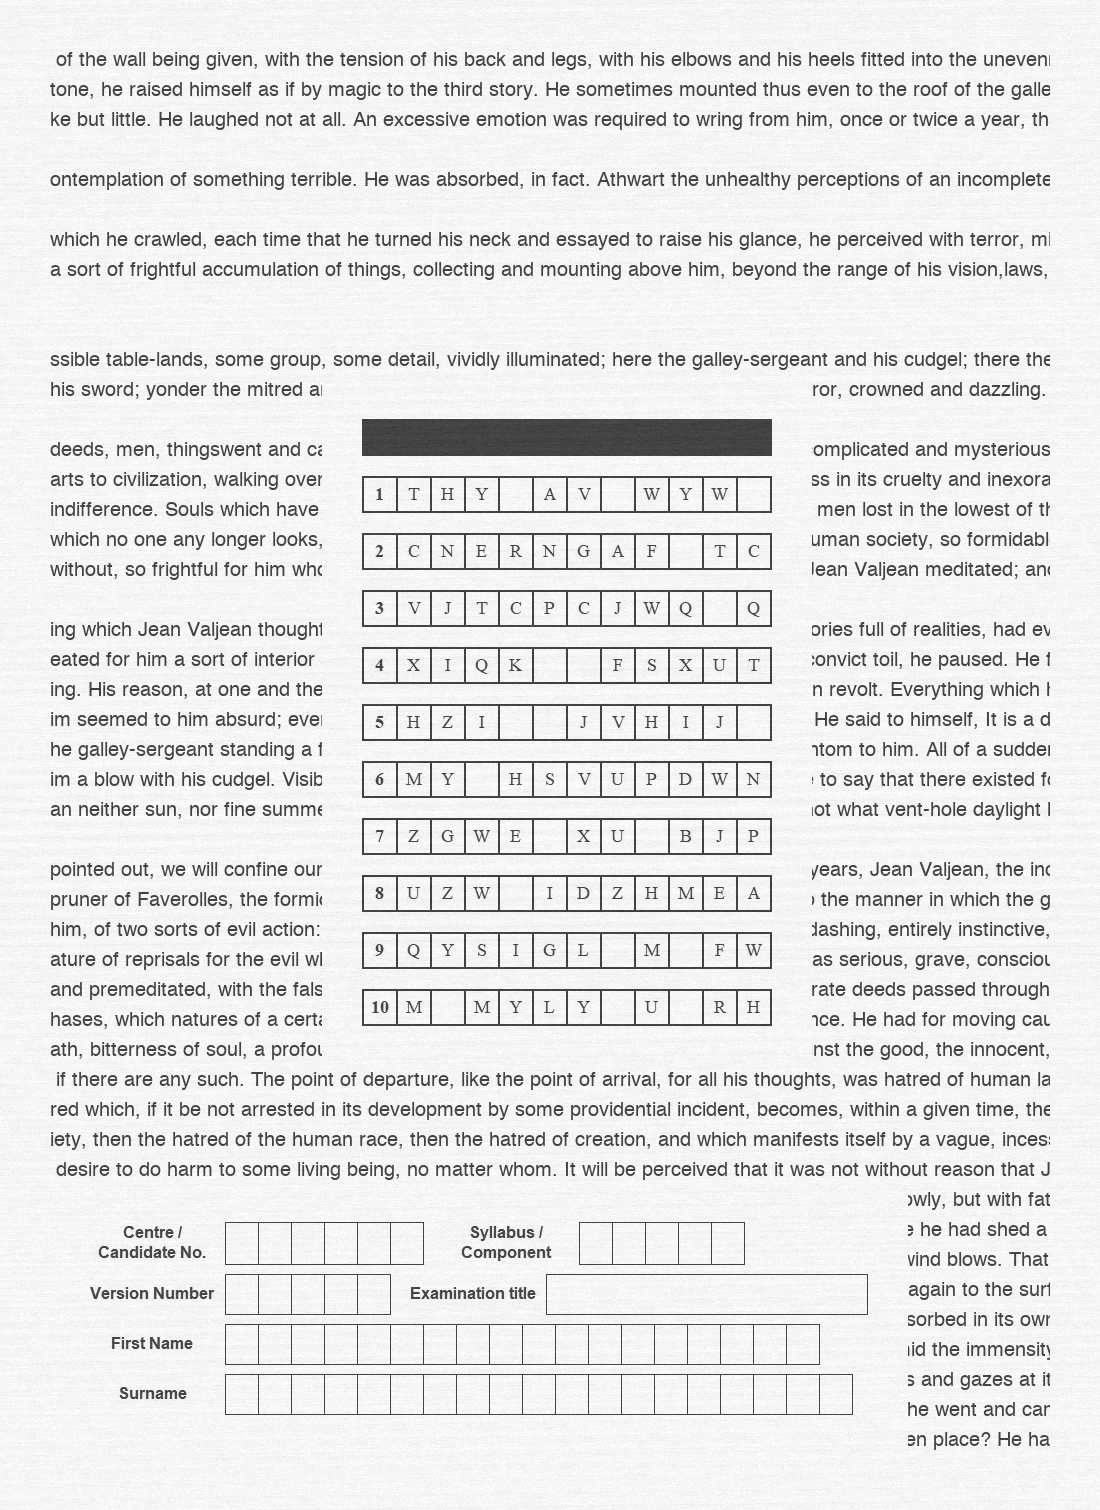 of the wall being given, with the tension of his back and legs, with his elbows and his heels fitted into the uneven
tone, he raised himself as if by magic to the third story. He sometimes mounted thus even to the roof of the galle
ke but little. He laughed not at all. An excessive emotion was required to wring from him, once or twice a year, th
ontemplation of something terrible. He was absorbed, in fact. Athwart the unhealthy perceptions of an incomplete
which he crawled, each time that he turned his neck and essayed to raise his glance, he perceived with terror, mi
a sort of frightful accumulation of things, collecting and mounting above him, beyond the range of his vision,laws,
ssible table-lands, some group, some detail, vividly illuminated; here the galley-sergeant and his cudgel; there the
his sword; yonder the mitred ar
deeds, men, thingswent and ca
arts to civilization, walking over
indifference. Souls which have
which no one any longer looks,
without, so frightful for him who
ing which Jean Valjean thought
eated for him a sort of interior
ing. His reason, at one and the
im seemed to him absurd; ever
he galley-sergeant standing a f
im a blow with his cudgel. Visib
an neither sun, nor fine summe
pointed out, we will confine our
pruner of Faverolles, the formic
him, of two sorts of evil action:
ature of reprisals for the evil wh
and premeditated, with the fals
hases, which natures of a certa
ath, bitterness of soul, a profou
1 T H Y A V W Y W
2 C N E R N G A F T C
3 V J T C P C J W Q Q
4 X I Q K F S X U T
5 H Z I J V H I J
6 M Y H S V U P D W N
7 Z G W E X U B J P
8 U Z W I D Z H M E A
9 Q Y S I G L M F W
10 M M Y L Y U R H
ror, crowned and dazzling.
omplicated and mysterious
ss in its cruelty and inexora
men lost in the lowest of th
uman society, so formidabl
Jean Valjean meditated; and
ories full of realities, had ev
convict toil, he paused. He f
n revolt. Everything which h
He said to himself, It is a d
ntom to him. All of a sudden
to say that there existed fo
not what vent-hole daylight
years, Jean Valjean, the ino
the manner in which the g
dashing, entirely instinctive,
as serious, grave, consciou
rate deeds passed through
nce. He had for moving cau
nst the good, the innocent,
if there are any such. The point of departure, like the point of arrival, for all his thoughts, was hatred of human la
red which, if it be not arrested in its development by some providential incident, becomes, within a given time, the
iety, then the hatred of the human race, then the hatred of creation, and which manifests itself by a vague, inces
desire to do harm to some living being, no matter whom. It will be perceived that it was not without reason that J
owly, but with fat
he had shed a
wind blows. That
again to the surf
sorbed in its own
id the immensity
s and gazes at it
he went and car
en place? He ha
Centre /
Candidate No.
Syllabus /
Component
Version Number
Examination title
First Name
Surname